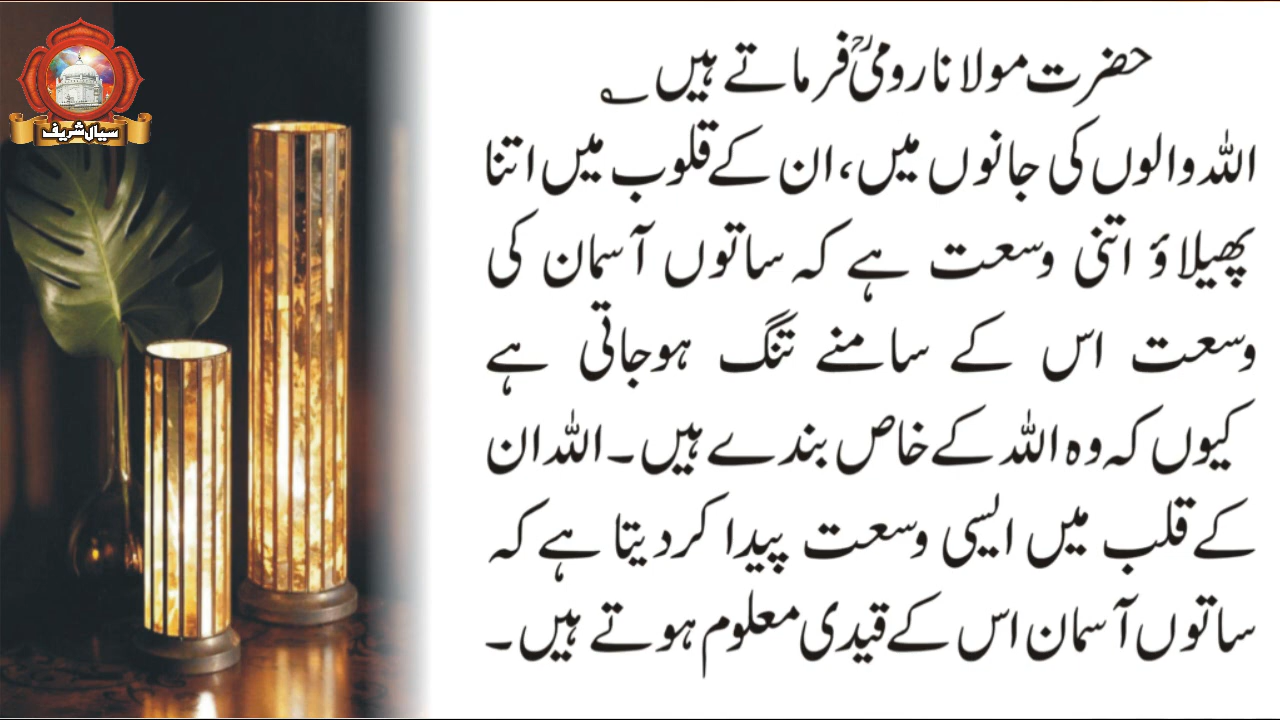 سیال شریف
حضرت مولانا رومیؒ فرماتے ہیں ؎
اللہ والوں کی جانوں میں، ان کے قلوب میں اتنا
پھیلاؤ اتنی وسعت ہے کہ ساتوں آسمان کی
وسعت اس کے سامنے تنگ ہوجاتی ہے
کیوں کہ وہ اللہ کے خاص بندے ہیں۔ اللہ ان
کے قلب میں ایسی وسعت پیدا کردیتا ہے کہ
ساتوں آسمان اس کے قیدی معلوم ہوتے ہیں۔